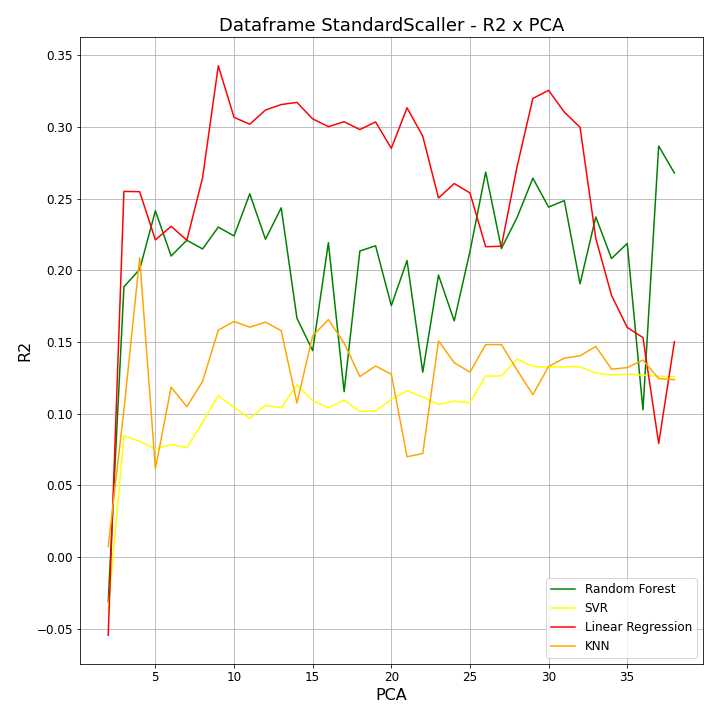 Dataframe StandardScaller - R2 x PCA
0.35
0.30
0.25
0.20
0.15
0.10
0.05
0.00
−0.05
R2
Random Forest
SVR
Linear Regression
KNN
5 10 15 20 25 30 35
PCA